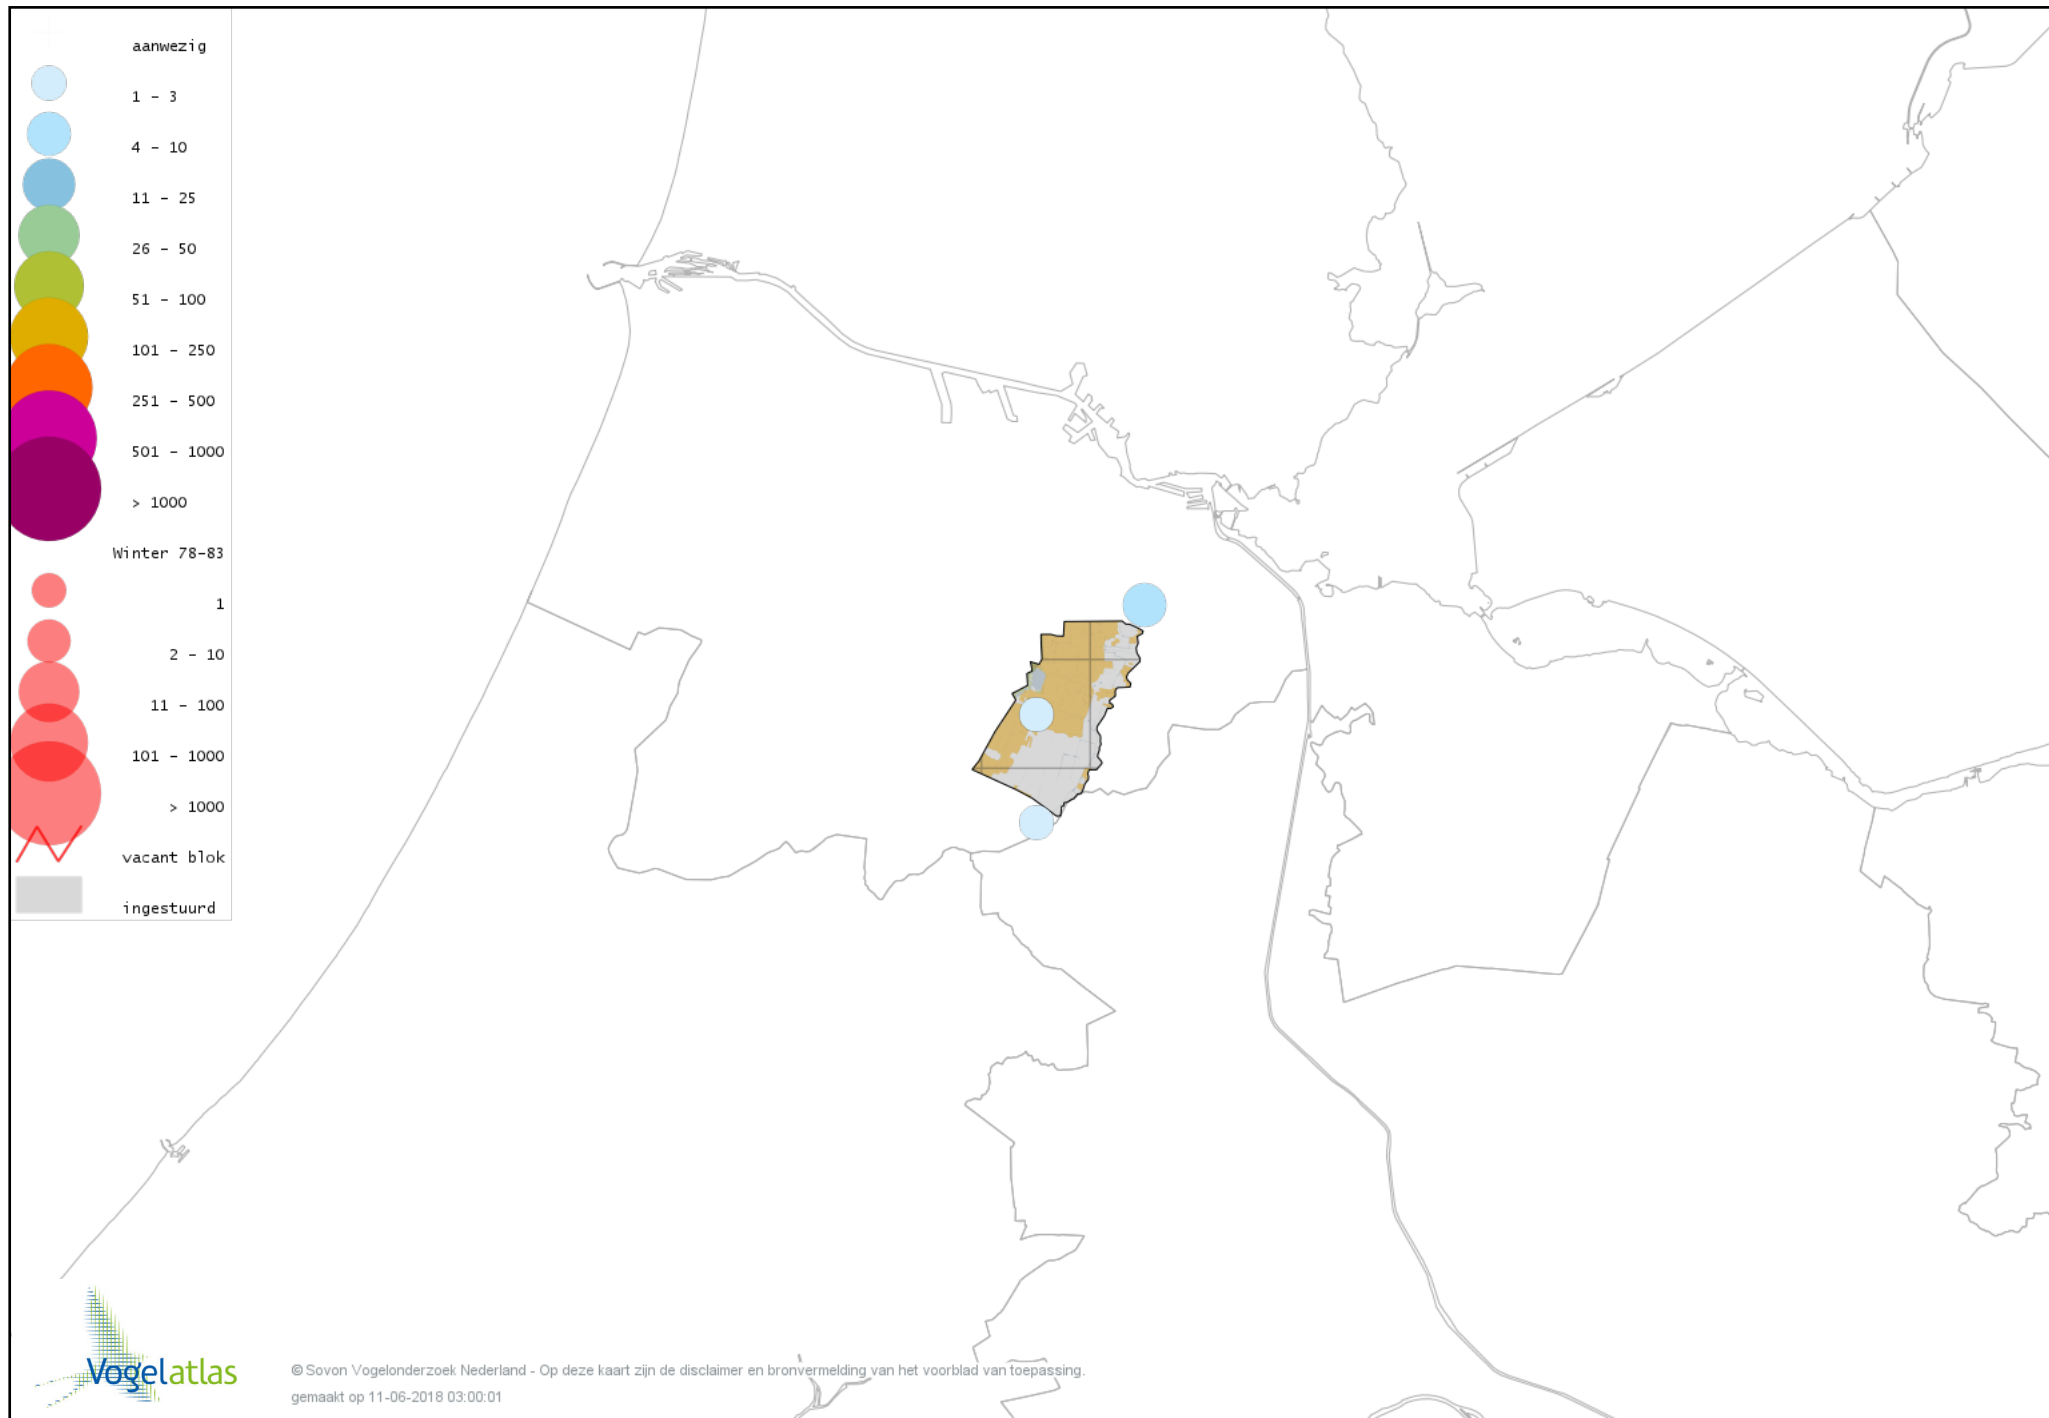 aanwezig
1 - 3
4 - 10
11 - 25
26 - 50
51 - 100
101 - 250
251 - 500
501 - 1000
> 1000
Winter 78-83
1
2 - 10
11 - 100
101 - 1000
> 1000
vacant blok
ingestuurd
Vogelatlas
© Sovon Vogelonderzoek Nederland - Op deze kaart zijn de disclaimer en bronvermelding van het voorblad van toepassing.
gemaakt op 11-06-2018 03:00:01